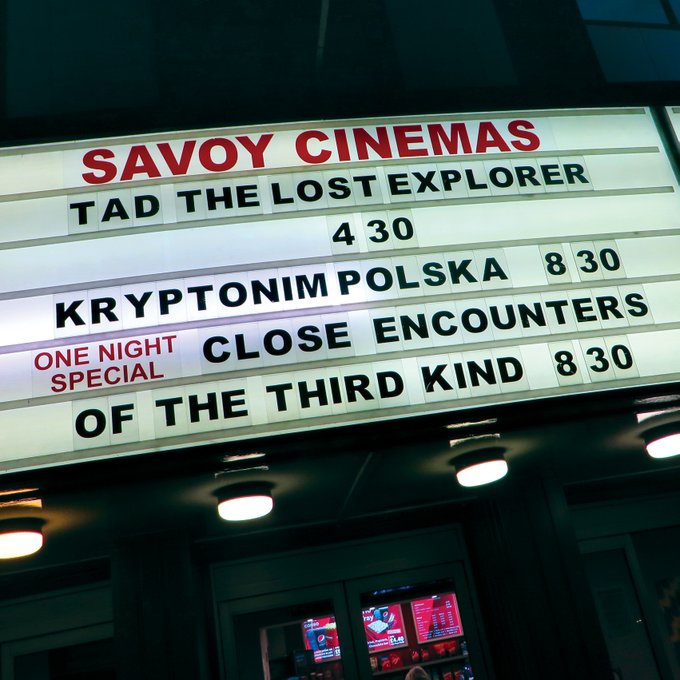 SAVOY CINEMAS
TAD THE LOST EXPLORER
4 30
KRYPTONIM POLSKA 8 30
ONE NIGHT SPECIAL
CLOSE ENCOUNTERS
OF THE THIRD KIND 8 30